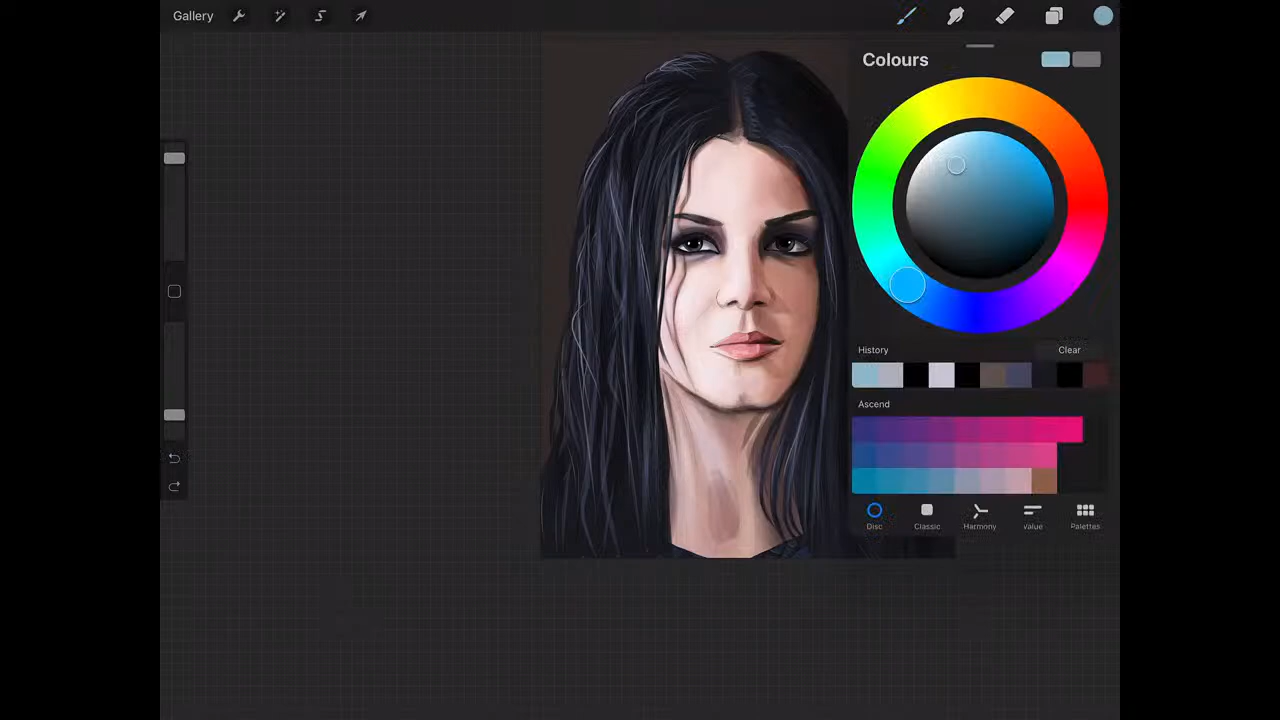 Gallery
Colours
History
Clear
Ascend
Disc
Classic
Harmony
Value
Palettes